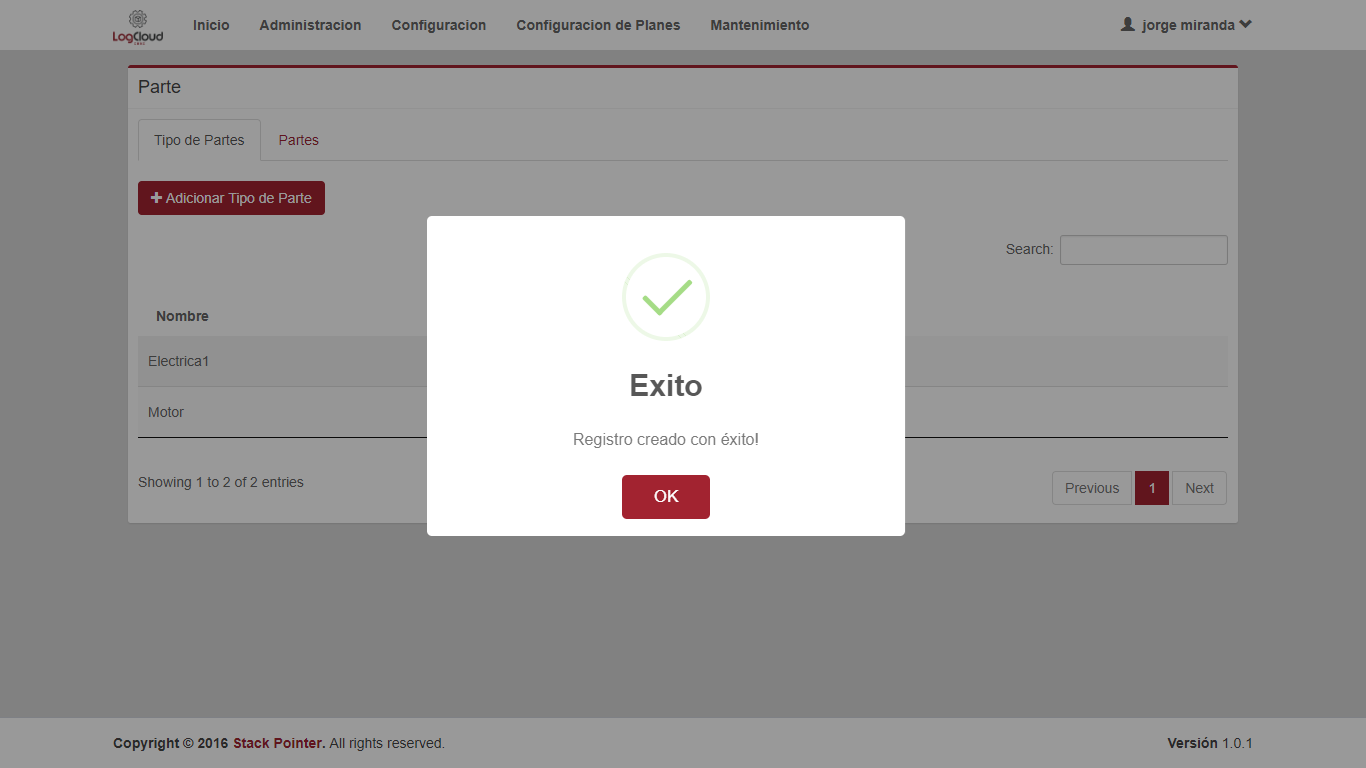 LogCloud
Inicio Administracion Configuracion Configuracion de Planes Mantenimiento jorge miranda
Parte
Tipo de Partes Partes
Adicionar Tipo de Parte
Search:
Nombre
Electrica1
Motor
Exito
Registro creado con éxito!
OK
Showing 1 to 2 of 2 entries
Previous 1 Next
Copyright © 2016 Stack Pointer. All rights reserved. Versión 1.0.1